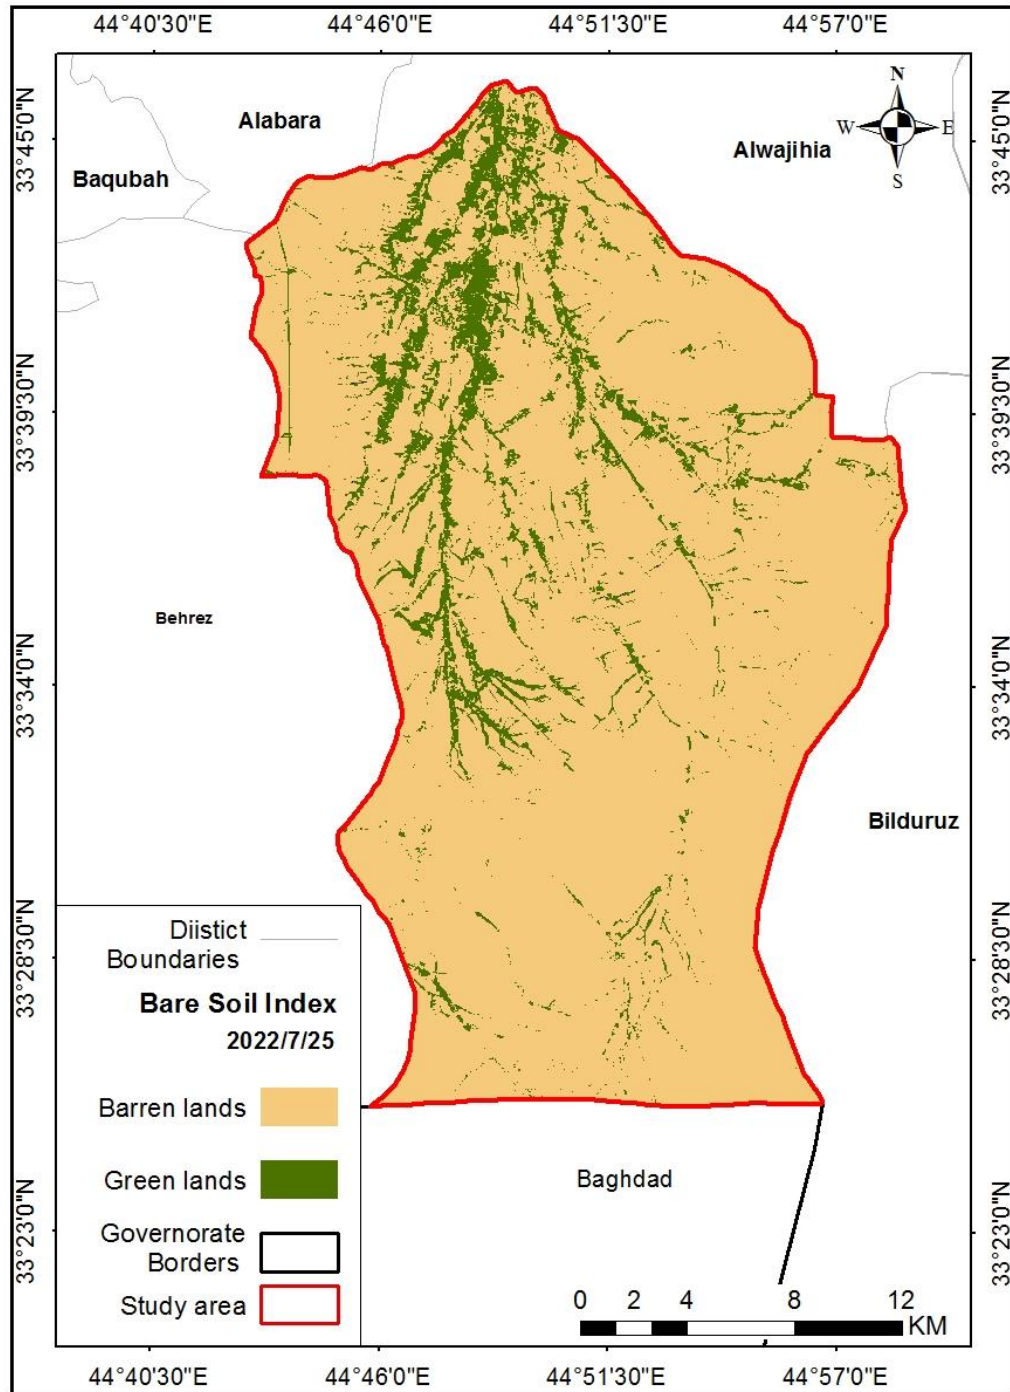 44°40'30"E 44°46'0"E 44°51'30"E 44°57'0"E
33°45'0"N
33°39'30"N
33°34'0"N
33°28'30"N
33°23'0"N
N
W E
S
Alabara
Alwajihia
Baqubah
Behrez
Bilduruz
Baghdad
Diistict
Boundaries
Bare Soil Index
2022/7/25
Barren lands
Green lands
Governorate
Borders
Study area
0 2 4 8 12
KM
33°45'0"N
33°39'30"N
33°34'0"N
33°28'30"N
33°23'0"N
44°40'30"E 44°46'0"E 44°51'30"E 44°57'0"E